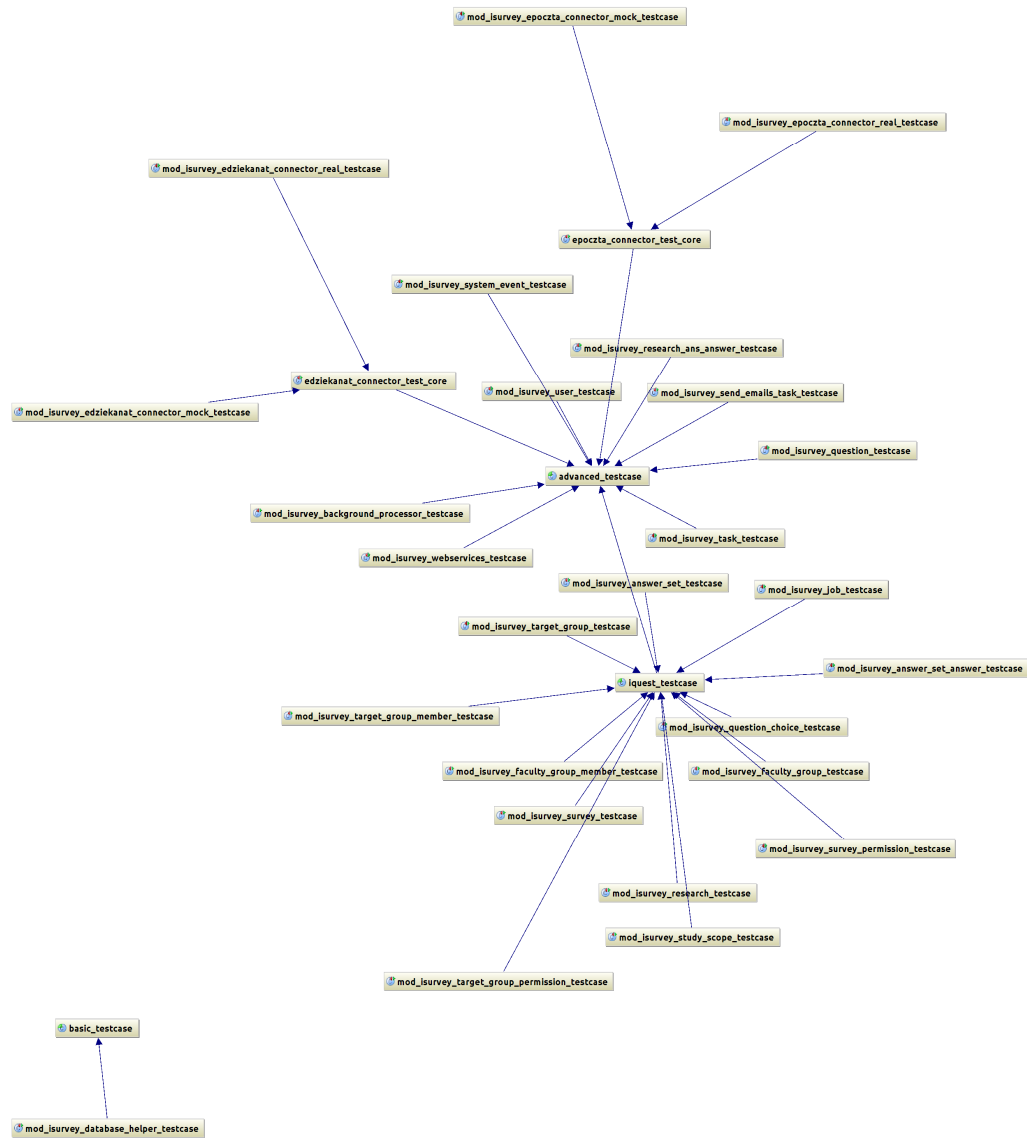 mod_isurvey_epoczta_connector_mock_testcase
mod_isurvey_epoczta_connector_real_testcase
mod_isurvey_edziekanat_connector_real_testcase
epoczta_connector_test_core
mod_isurvey_system_event_testcase
mod_isurvey_research_ans_answer_testcase
edziekanat_connector_test_core
mod_isurvey_user_testcase
mod_isurvey_send_emails_task_testcase
mod_isurvey_edziekanat_connector_mock_testcase
mod_isurvey_question_testcase
advanced_testcase
mod_isurvey_background_processor_testcase
mod_isurvey_task_testcase
mod_isurvey_webservices_testcase
mod_isurvey_answer_set_testcase
mod_isurvey_job_testcase
mod_isurvey_target_group_testcase
mod_isurvey_answer_set_answer_testcase
iquest_testcase
mod_isurvey_target_group_member_testcase
mod_isurvey_question_choice_testcase
mod_isurvey_faculty_group_member_testcase
mod_isurvey_faculty_group_testcase
mod_isurvey_survey_testcase
mod_isurvey_survey_permission_testcase
mod_isurvey_research_testcase
mod_isurvey_study_scope_testcase
mod_isurvey_target_group_permission_testcase
basic_testcase
mod_isurvey_database_helper_testcase